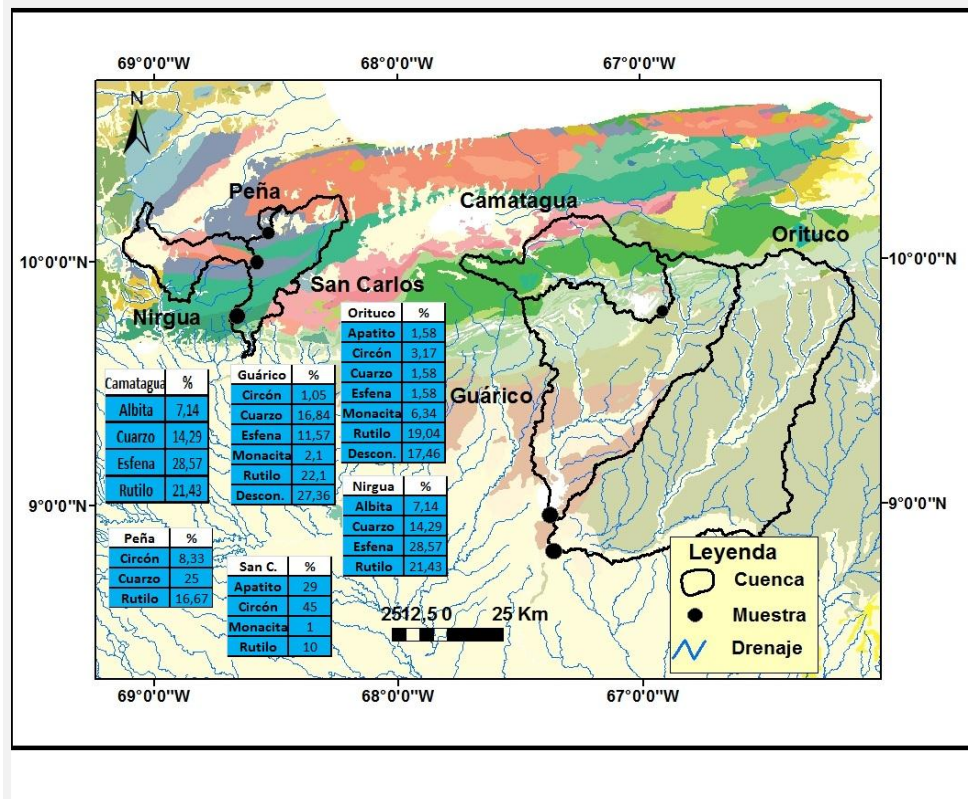 69°0'0"W 68°0'0"W 67°0'0"W
N
Peña
Camatagua
Orituco
10°0'0"N 10°0'0"N
San Carlos
Nirgua
Guárico
Orituco %
Apatito 1,58
Circón 3,17
Cuarzo 1,58
Esfena 1,58
Monacita 6,34
Rutilo 19,04
Descon. 17,46
Guárico %
Circón 1,05
Cuarzo 16,84
Esfena 11,57
Monacita 2,1
Rutilo 22,1
Descon. 27,36
Camatagua %
Albita 7,14
Cuarzo 14,29
Esfena 28,57
Rutilo 21,43
Nirgua %
Albita 7,14
Cuarzo 14,29
Esfena 28,57
Rutilo 21,43
9°0'0"N 9°0'0"N
Peña %
Circón 8,33
Cuarzo 25
Rutilo 16,67
San C. %
Apatito 29
Circón 45
Monacita 1
Rutilo 10
2512,5 0 25 Km
Leyenda
Cuenca
Muestra
Drenaje
69°0'0"W 68°0'0"W 67°0'0"W